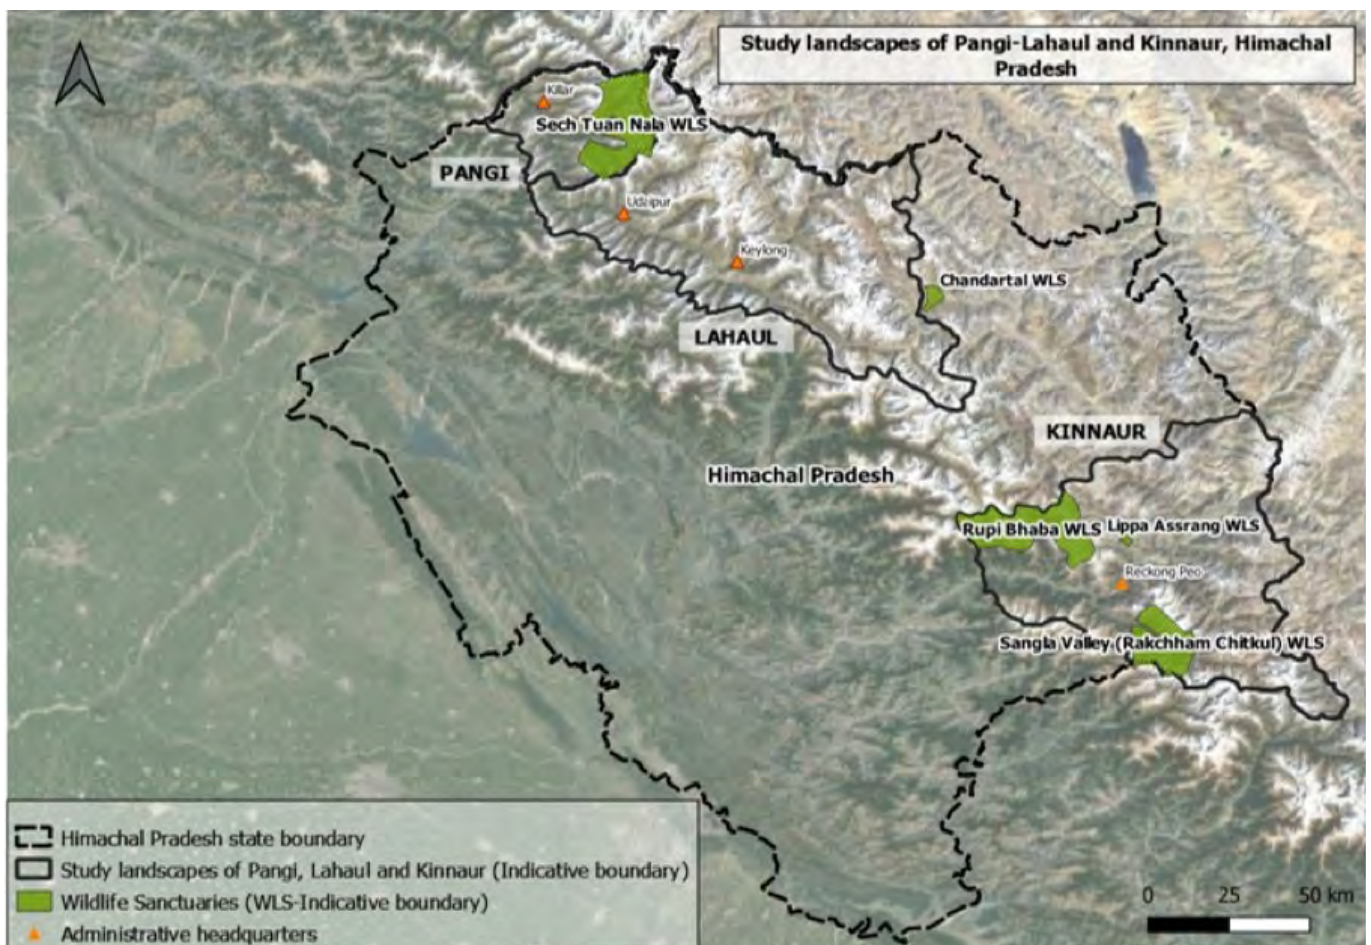 Study landscapes of Pangi-Lahaul and Kinnaur, Himachal
Pradesh
Killar
Sech Tuan Nala WLS
PANGI
Udaipur
Keylong
Chandartal WLS
LAHAUL
KINNAUR
Himachal Pradesh
Rupi Bhaba WLS
Lippa Assrang WLS
Reckong Peo
Sangla Valley (Rakchham Chitkul) WLS
Himachal Pradesh state boundary
Study landscapes of Pangi, Lahaul and Kinnaur (Indicative boundary)
Wildlife Sanctuaries (WLS-Indicative boundary)
Administrative headquarters
0 25 50 km